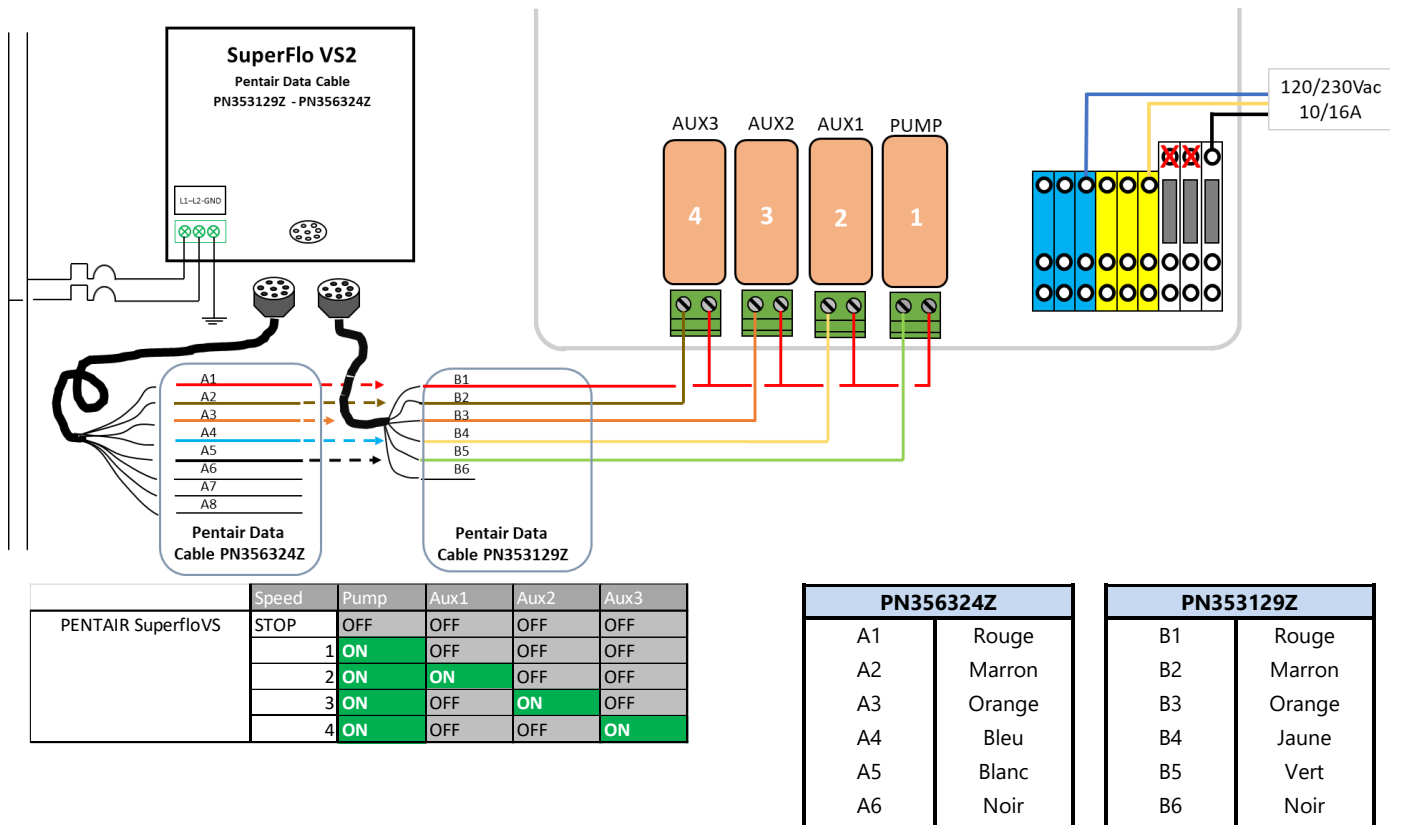 SuperFlo VS2
Pentair Data Cable
PN353129Z - PN356324Z
L1–L2-GND
120/230Vac
10/16A
AUX3 AUX2 AUX1 PUMP
4 3 2 1
A1
A2
A3
A4
A5
A6
A7
A8
Pentair Data
Cable PN356324Z
B1
B2
B3
B4
B5
B6
Pentair Data
Cable PN353129Z
Speed Pump Aux1 Aux2 Aux3
PENTAIR SuperfloVS STOP OFF OFF OFF OFF
1 ON OFF OFF OFF
2 ON ON OFF OFF
3 ON OFF ON OFF
4 ON OFF OFF ON
PN356324Z
A1 Rouge
A2 Marron
A3 Orange
A4 Bleu
A5 Blanc
A6 Noir
PN353129Z
B1 Rouge
B2 Marron
B3 Orange
B4 Jaune
B5 Vert
B6 Noir